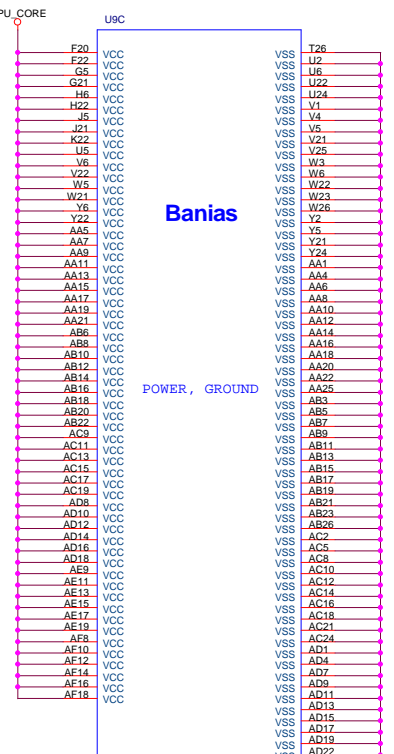 PU_CORE
U9C
F20 VCC VSS T26
F22 VCC VSS U2
G5 VCC VSS U6
G21 VCC VSS U22
H6 VCC VSS U24
H22 VCC VSS V1
J5 VCC VSS V4
J21 VCC VSS V5
K22 VCC VSS V21
U5 VCC VSS V25
V6 VCC VSS W3
V22 VCC VSS W6
W5 VCC VSS W22
W21 VCC VSS W23
Y6 VCC VSS W26
Banias
Y22 VCC VSS Y2
AA5 VCC VSS Y5
AA7 VCC VSS Y21
AA9 VCC VSS Y24
AA11 VCC VSS AA1
AA13 VCC VSS AA4
AA15 VCC VSS AA6
AA17 VCC VSS AA8
AA19 VCC VSS AA10
AA21 VCC VSS AA12
AB6 VCC VSS AA14
AB8 VCC VSS AA16
AB10 VCC VSS AA18
AB12 VCC VSS AA20
AB14 VCC VSS AA22
AB16 VCC POWER, GROUND VSS AA25
AB18 VCC VSS AB3
AB20 VCC VSS AB5
AB22 VCC VSS AB7
AC9 VCC VSS AB9
AC11 VCC VSS AB11
AC13 VCC VSS AB13
AC15 VCC VSS AB15
AC17 VCC VSS AB17
AC19 VCC VSS AB19
AD8 VCC VSS AB21
AD10 VCC VSS AB23
AD12 VCC VSS AB26
AD14 VCC VSS AC2
AD16 VCC VSS AC5
AD18 VCC VSS AC8
AE9 VCC VSS AC10
AE11 VCC VSS AC12
AE13 VCC VSS AC14
AE15 VCC VSS AC16
AE17 VCC VSS AC18
AE19 VCC VSS AC21
AF8 VCC VSS AC24
AF10 VCC VSS AD1
AF12 VCC VSS AD4
AF14 VCC VSS AD7
AF16 VCC VSS AD9
AF18 VCC VSS AD11
VSS AD13
VSS AD15
VSS AD17
VSS AD19
VSS AD22